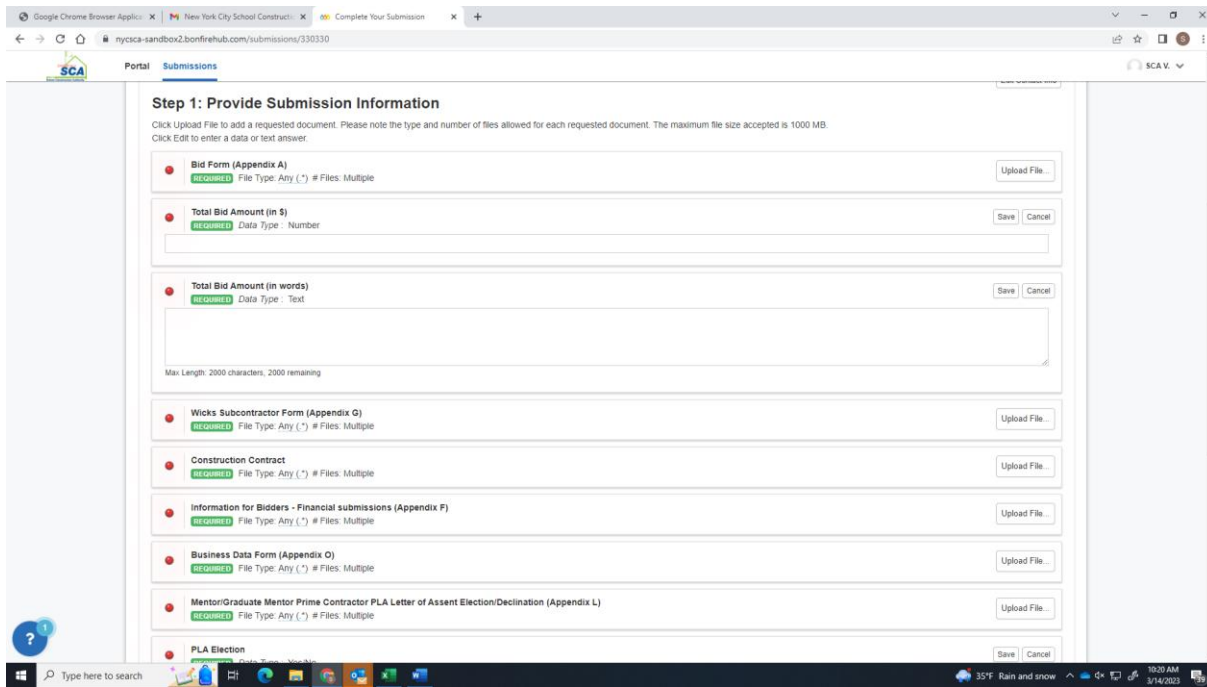 Google Chrome Browser Applic
New York City School Constructi
Complete Your Submission
nycsca-sandbox2.bonfirehub.com/submissions/330330
S
SCA
Portal
Submissions
SCA V.
Step 1: Provide Submission Information
Click Upload File to add a requested document. Please note the type and number of files allowed for each requested document. The maximum file size accepted is 1000 MB.
Click Edit to enter a data or text answer.
Bid Form (Appendix A)
REQUIRED File Type: Any (.*) # Files: Multiple
Upload File...
Total Bid Amount (in $)
REQUIRED Data Type : Number
Save Cancel
Total Bid Amount (in words)
REQUIRED Data Type : Text
Save Cancel
Max Length: 2000 characters, 2000 remaining
Wicks Subcontractor Form (Appendix G)
REQUIRED File Type: Any (.*) # Files: Multiple
Upload File...
Construction Contract
REQUIRED File Type: Any (.*) # Files: Multiple
Upload File...
Information for Bidders - Financial submissions (Appendix F)
REQUIRED File Type: Any (.*) # Files: Multiple
Upload File...
Business Data Form (Appendix O)
REQUIRED File Type: Any (.*) # Files: Multiple
Upload File...
Mentor/Graduate Mentor Prime Contractor PLA Letter of Assent Election/Declination (Appendix L)
REQUIRED File Type: Any (.*) # Files: Multiple
Upload File...
PLA Election
REQUIRED Data Type : Yes/No
Save Cancel
? 1
Type here to search
35°F Rain and snow
10:20 AM
3/14/2023